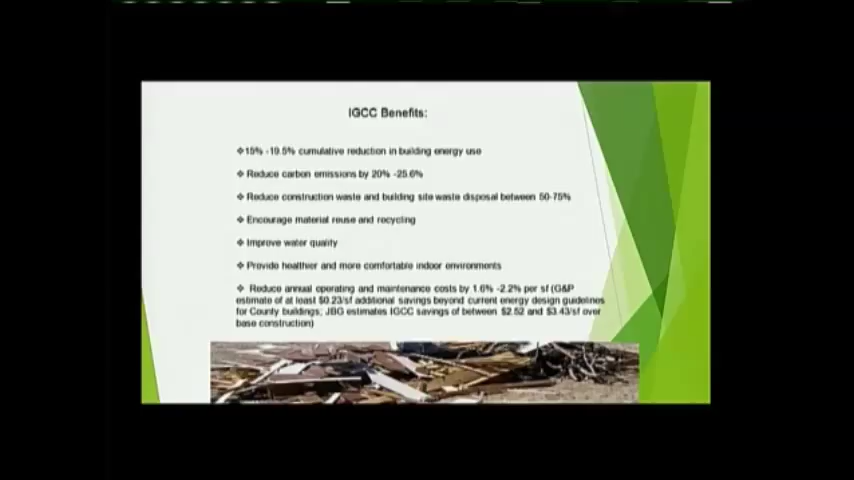 IGCC Benefits:
❖15% -19.5% cumulative reduction in building energy use
❖ Reduce carbon emissions by 20% -25.6%
❖ Reduce construction waste and building site waste disposal between 50-75%
❖ Encourage material reuse and recycling
❖ Improve water quality
❖ Provide healthier and more comfortable indoor environments
❖ Reduce annual operating and maintenance costs by 1.6% -2.2% per sf (G&P
estimate of at least $0.23/sf additional savings beyond current energy design guidelines
for County buildings; JBG estimates IGCC savings of between $2.52 and $3.43/sf over
base construction)